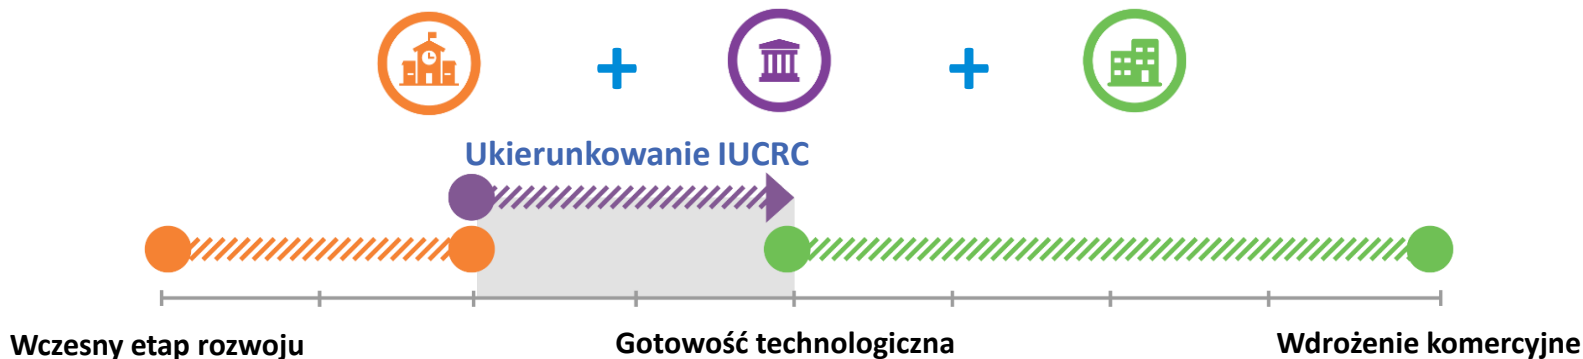 Ukierunkowanie IUCRC
Wczesny etap rozwoju
Gotowość technologiczna
Wdrożenie komercyjne